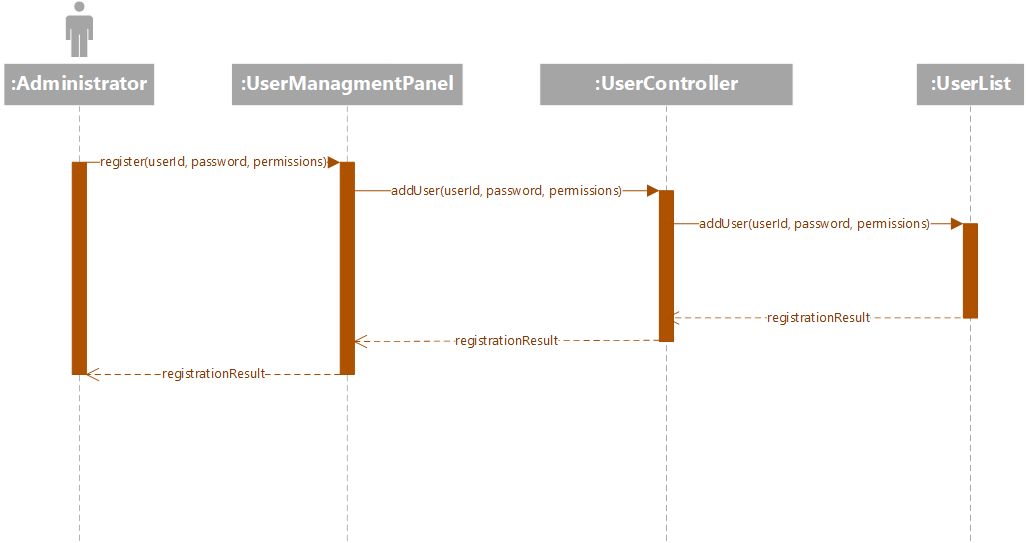 :Administrator
:UserManagmentPanel
:UserController
:UserList
register(userId, password, permissions)
addUser(userId, password, permissions)
addUser(userId, password, permissions)
registrationResult
registrationResult
registrationResult